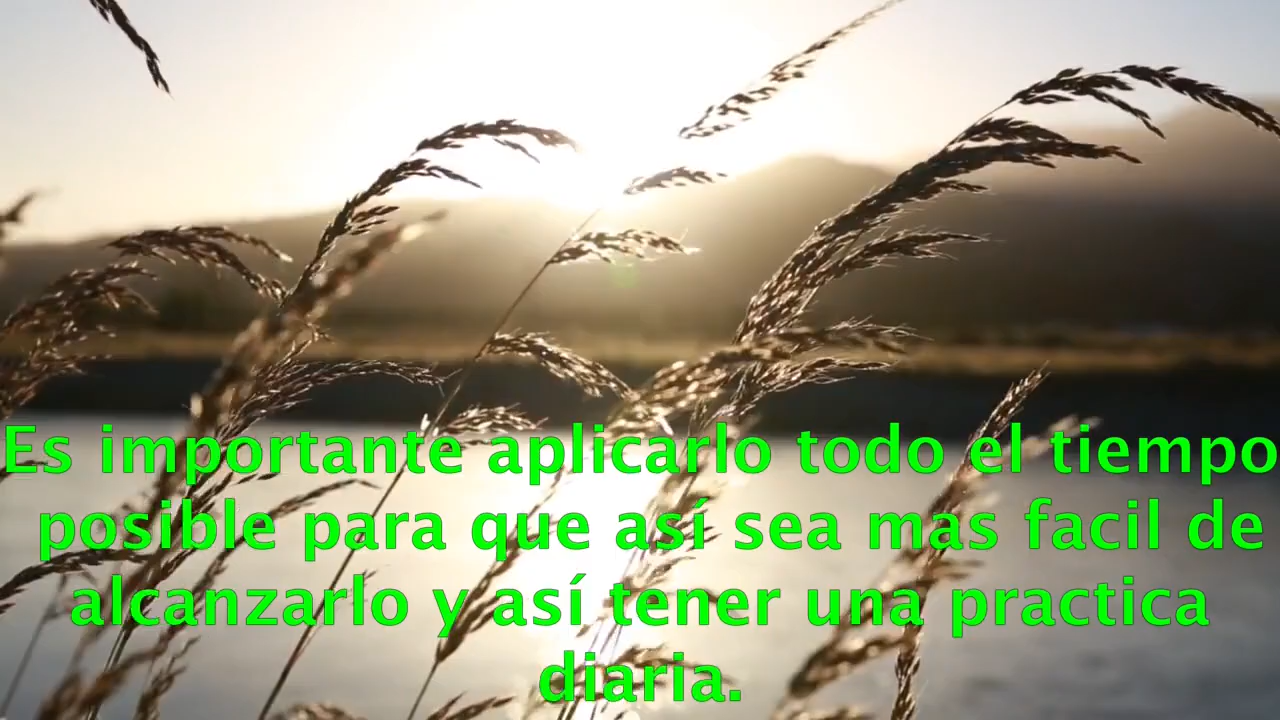 Es importante aplicarlo todo el tiempo
posible para que así sea mas facil de
alcanzarlo y así tener una practica
diaria.